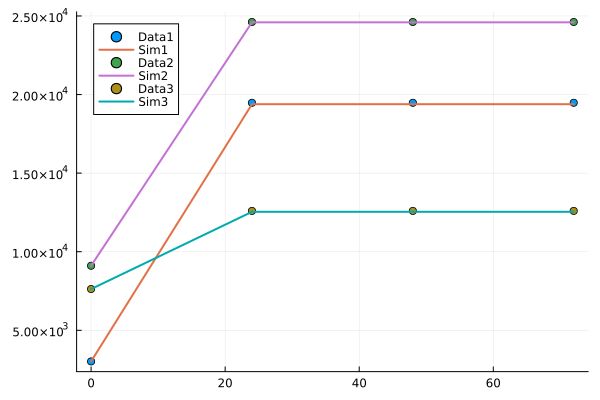 2.50×10⁴
2.00×10⁴
1.50×10⁴
1.00×10⁴
5.00×10³
Data1
Sim1
Data2
Sim2
Data3
Sim3
0 20 40 60